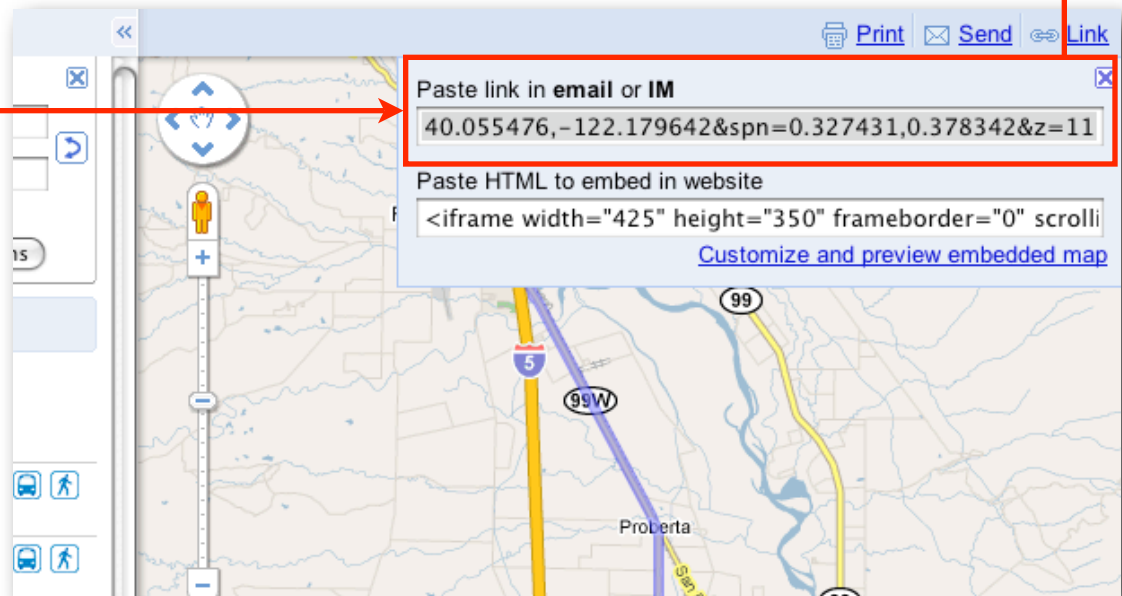 «
Print Send Link
Paste link in email or IM
40.055476,-122.179642&spn=0.327431,0.378342&z=11
Paste HTML to embed in website
<iframe width="425" height="350" frameborder="0" scrolli
Customize and preview embedded map
99
5
99W
Proberta
San
99